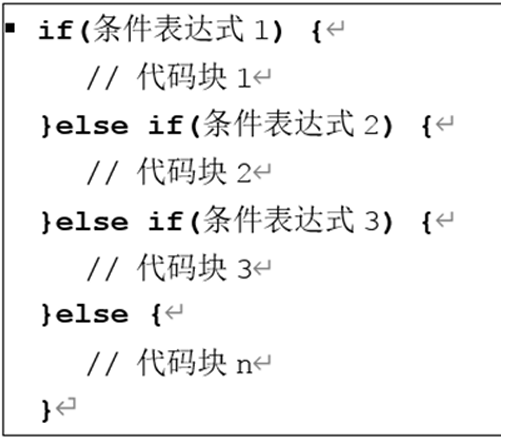 ▪ if(条件表达式 1) {↵
// 代码块 1↵
}else if(条件表达式 2) {↵
// 代码块 2↵
}else if(条件表达式 3) {↵
// 代码块 3↵
}else {↵
// 代码块 n↵
}↵